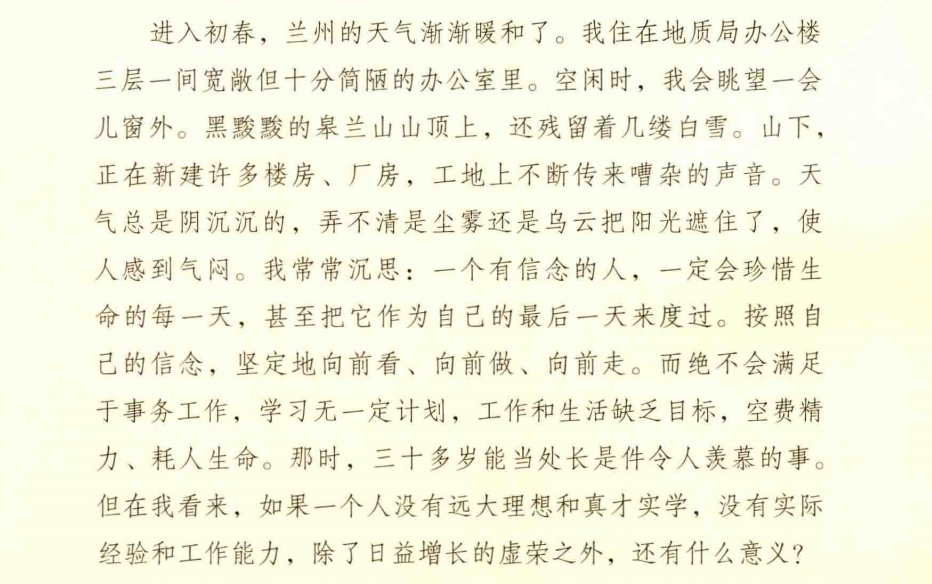 进入初春，兰州的天气渐渐暖和了。我住在地质局办公楼
三层一间宽敞但十分简陋的办公室里。空闲时，我会眺望一会
儿窗外。黑黢黢的皋兰山山顶上，还残留着几缕白雪。山下，
正在新建许多楼房、厂房，工地上不断传来嘈杂的声音。天
气总是阴沉沉的，弄不清是尘雾还是乌云把阳光遮住了，使
人感到气闷。我常常沉思：一个有信念的人，一定会珍惜生
命的每一天，甚至把它作为自己的最后一天来度过。按照自
己的信念，坚定地向前看、向前做、向前走。而绝不会满足
于事务工作，学习无一定计划，工作和生活缺乏目标，空费精
力、耗人生命。那时，三十多岁能当处长是件令人羡慕的事。
但在我看来，如果一个人没有远大理想和真才实学，没有实际
经验和工作能力，除了日益增长的虚荣之外，还有什么意义？